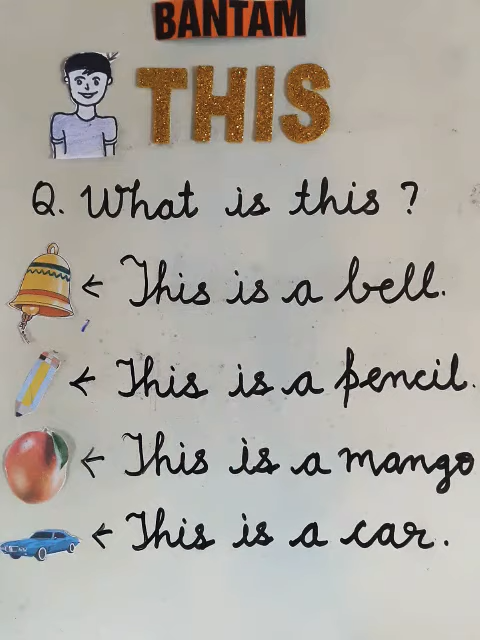 BANTAM
THIS
Q. What is this ?
This is a bell.
This is a pencil.
This is a mango
This is a car.